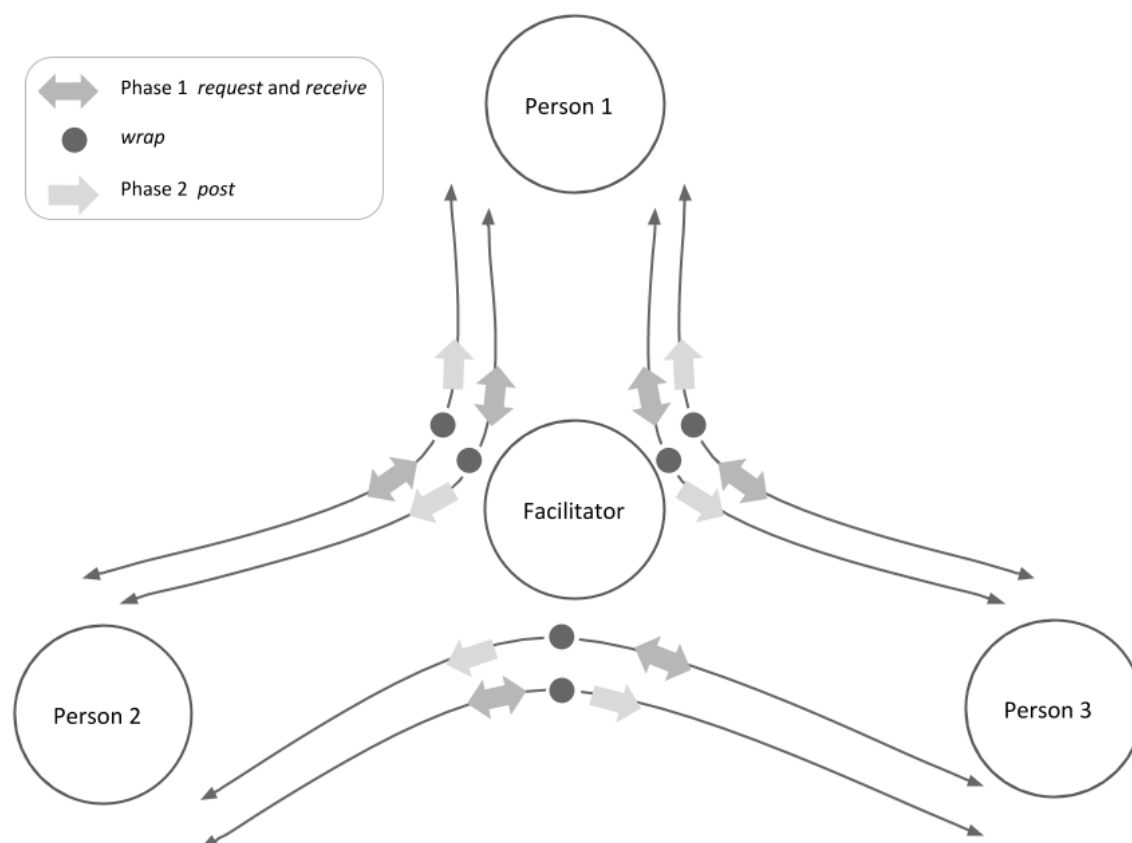 Person 1
Phase 1 request and receive
wrap
Phase 2 post
Facilitator
Person 2
Person 3